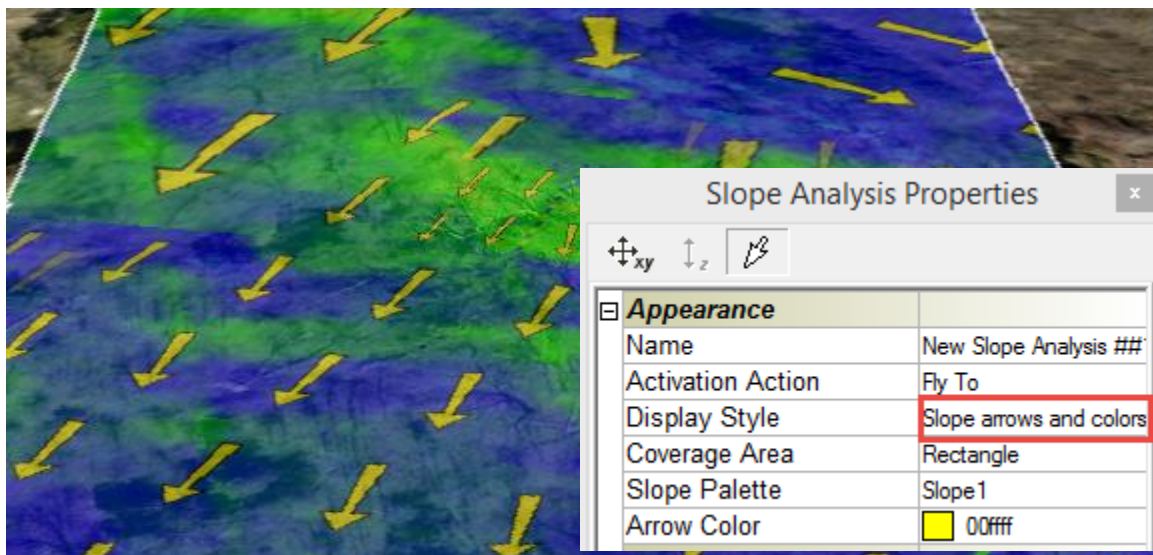 Slope Analysis Properties
x
xy z
Appearance
Name New Slope Analysis ##
Activation Action Fly To
Display Style Slope arrows and colors
Coverage Area Rectangle
Slope Palette Slope1
Arrow Color 00ffff